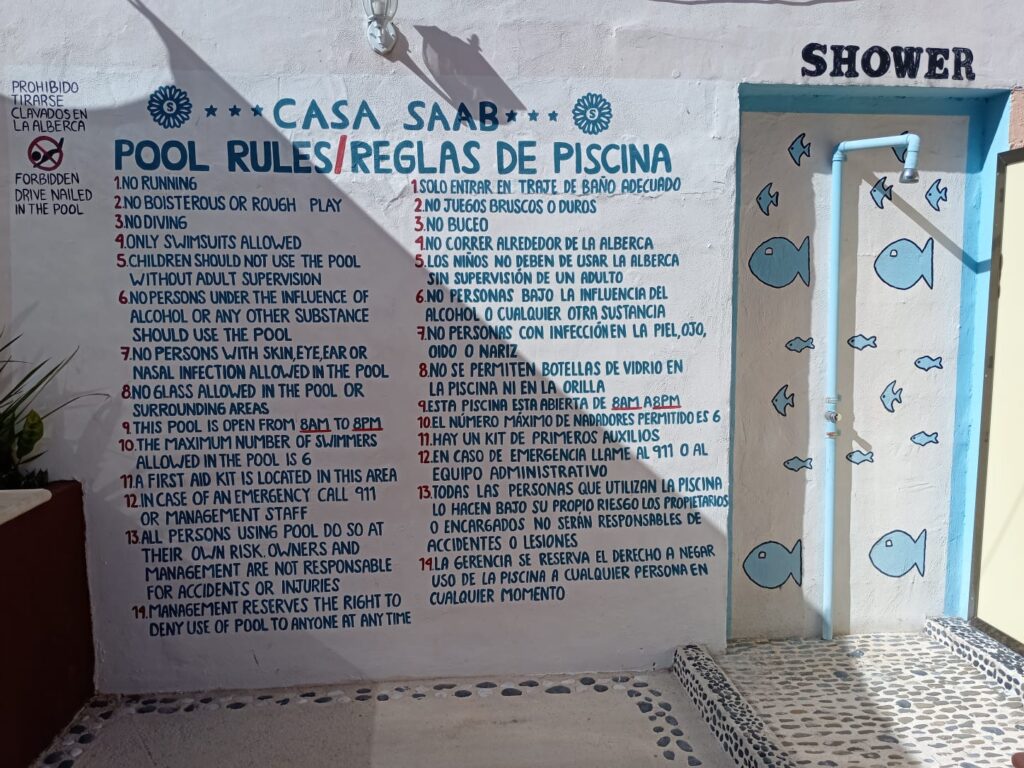 PROHIBIDO
TIRARSE
CLAVADOS EN
LA ALBERCA
FORBIDDEN
DRIVE NAILED
IN THE POOL
S
CASA SAAB
S
POOL RULES/REGLAS DE PISCINA
1.NO RUNNING
2.NO BOISTEROUS OR ROUGH PLAY
3.NO DIVING
4.ONLY SWIMSUITS ALLOWED
5.CHILDREN SHOULD NOT USE THE POOL
WITHOUT ADULT SUPERVISION
6.NO PERSONS UNDER THE INFLUENCE OF
ALCOHOL OR ANY OTHER SUBSTANCE
SHOULD USE THE POOL
7.NO PERSONS WITH SKIN,EYE,EAR OR
NASAL INFECTION ALLOWED IN THE POOL
8.NO GLASS ALLOWED IN THE POOL OR
SURROUNDING AREAS
9.THIS POOL IS OPEN FROM 8AM TO 8PM
10.THE MAXIMUM NUMBER OF SWIMMERS
ALLOWED IN THE POOL IS 6
11.A FIRST AID KIT IS LOCATED IN THIS AREA
12.IN CASE OF AN EMERGENCY CALL 911
OR MANAGEMENT STAFF
13.ALL PERSONS USING POOL DO SO AT
THEIR OWN RISK. OWNERS AND
MANAGEMENT ARE NOT RESPONSABLE
FOR ACCIDENTS OR INJURIES
14.MANAGEMENT RESERVES THE RIGHT TO
DENY USE OF POOL TO ANYONE AT ANY TIME
1.SOLO ENTRAR EN TRAJE DE BAÑO ADECUADO
2.NO JUEGOS BRUSCOS O DUROS
3.NO BUCEO
4.NO CORRER ALREDEDOR DE LA ALBERCA
5.LOS NIÑOS NO DEBEN DE USAR LA ALBERCA
SIN SUPERVISIÓN DE UN ADULTO
6.NO PERSONAS BAJO LA INFLUENCIA DEL
ALCOHOL O CUALQUIER OTRA SUSTANCIA
7.NO PERSONAS CON INFECCIÓN EN LA PIEL,OJO,
OIDO O NARIZ
8.NO SE PERMITEN BOTELLAS DE VIDRIO EN
LA PISCINA NI EN LA ORILLA
9.ESTA PISCINA ESTA ABIERTA DE 8AM A 8PM
10.EL NÚMERO MÁXIMO DE NADADORES PERMITIDO ES 6
11.HAY UN KIT DE PRIMEROS AUXILIOS
12.EN CASO DE EMERGENCIA LLAME AL 911 O AL
EQUIPO ADMINISTRATIVO
13.TODAS LAS PERSONAS QUE UTILIZAN LA PISCINA
LO HACEN BAJO SU PROPIO RIESGO LOS PROPIETARIOS
O ENCARGADOS NO SERÁN RESPONSABLES DE
ACCIDENTES O LESIONES
14.LA GERENCIA SE RESERVA EL DERECHO A NEGAR
USO DE LA PISCINA A CUALQUIER PERSONA EN
CUALQUIER MOMENTO
SHOWER